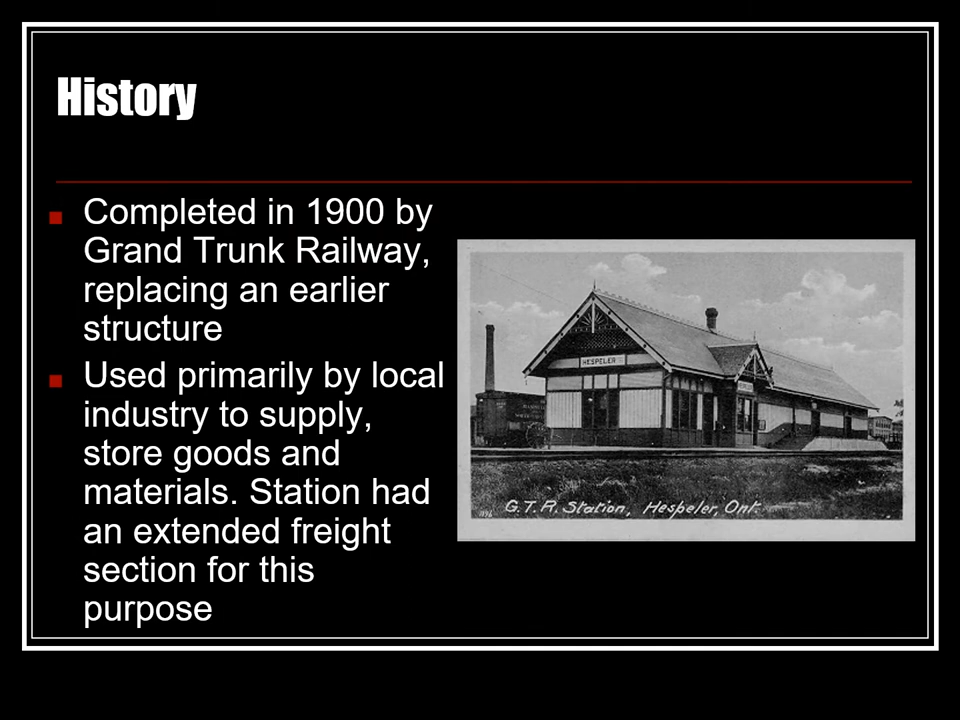 History
Completed in 1900 by
Grand Trunk Railway,
replacing an earlier
structure
Used primarily by local
industry to supply,
store goods and
materials. Station had
an extended freight
section for this
purpose
HESPELER
G.T.R. Station, Hespeler, Ont.